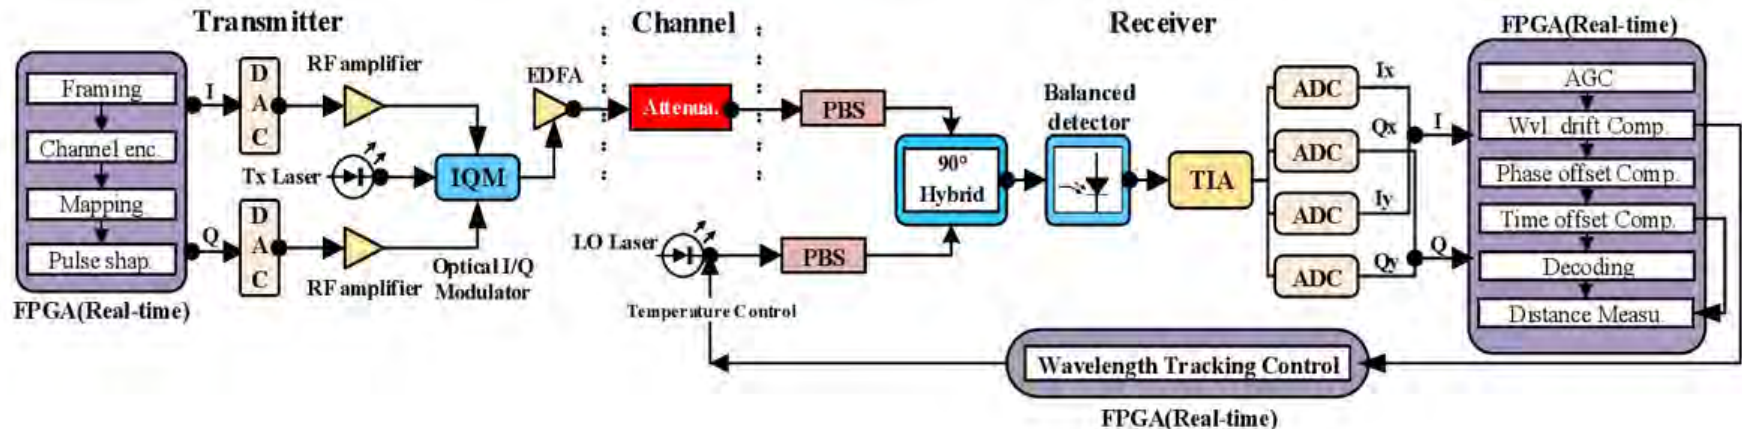 Transmitter
Channel
Receiver
FPGA(Real-time)
Framing
Channel enc.
Mapping
Pulse shap.
FPGA(Real-time)
I
Q
D
A
C
D
A
C
RF amplifier
Tx Laser
RF amplifier
IQM
Optical I/Q
Modulator
EDFA
Attenua.
PBS
LO Laser
PBS
Temperature Control
90°
Hybrid
Balanced
detector
TIA
ADC
ADC
ADC
ADC
Ix
Qx
Iy
Qy
I
Q
AGC
Wvl. drift Comp.
Phase offset Comp.
Time offset Comp.
Decoding
Distance Measu.
Wavelength Tracking Control
FPGA(Real-time)